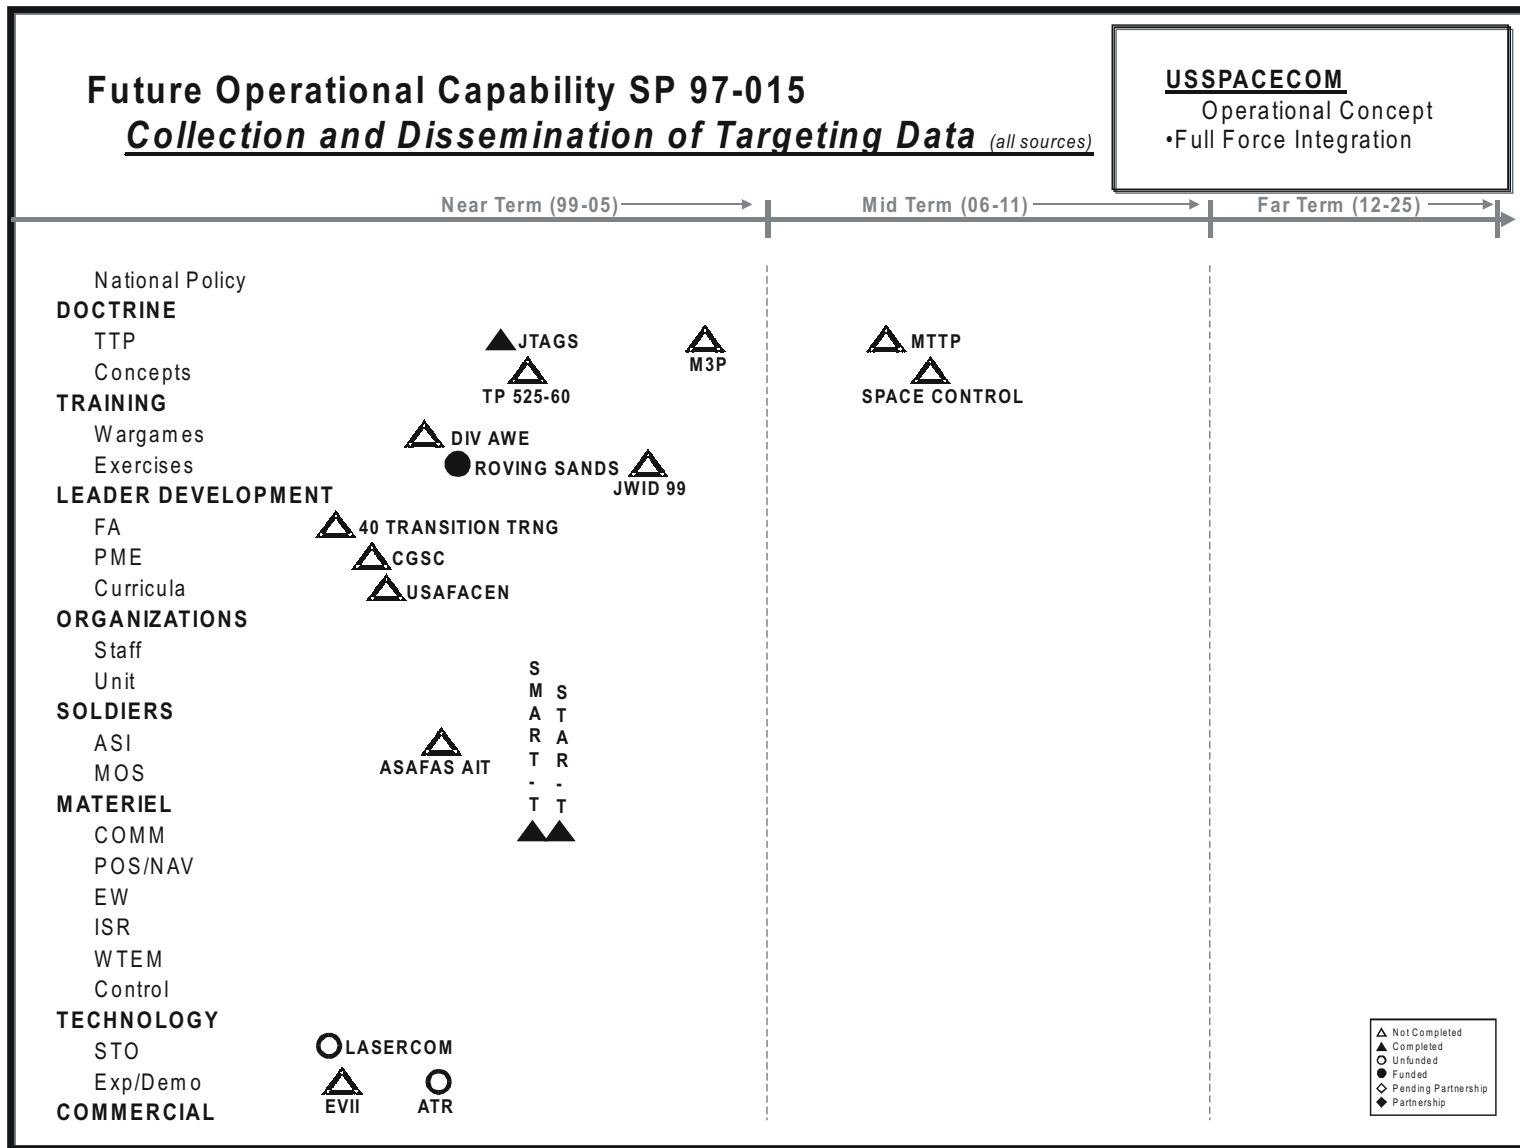 Future Operational Capability SP 97-015
Collection and Dissemination of Targeting Data (all sources)
USSPACECOM
Operational Concept
•Full Force Integration
Near Term (99-05)
Mid Term (06-11)
Far Term (12-25)
National Policy
DOCTRINE
TTP
JTAGS
M3P
MTTP
Concepts
TP 525-60
SPACE CONTROL
TRAINING
Wargames
DIV AWE
Exercises
ROVING SANDS
JWID 99
LEADER DEVELOPMENT
FA
40 TRANSITION TRNG
PME
CGSC
Curricula
USAFACEN
ORGANIZATIONS
Staff
Unit
SMART-T
START-T
SOLDIERS
ASI
MOS
ASAFAS AIT
MATERIEL
COMM
POS/NAV
EW
ISR
WTEM
Control
TECHNOLOGY
STO
LASERCOM
Exp/Demo
EVII
ATR
COMMERCIAL
Not Completed
Completed
Unfunded
Funded
Pending Partnership
Partnership